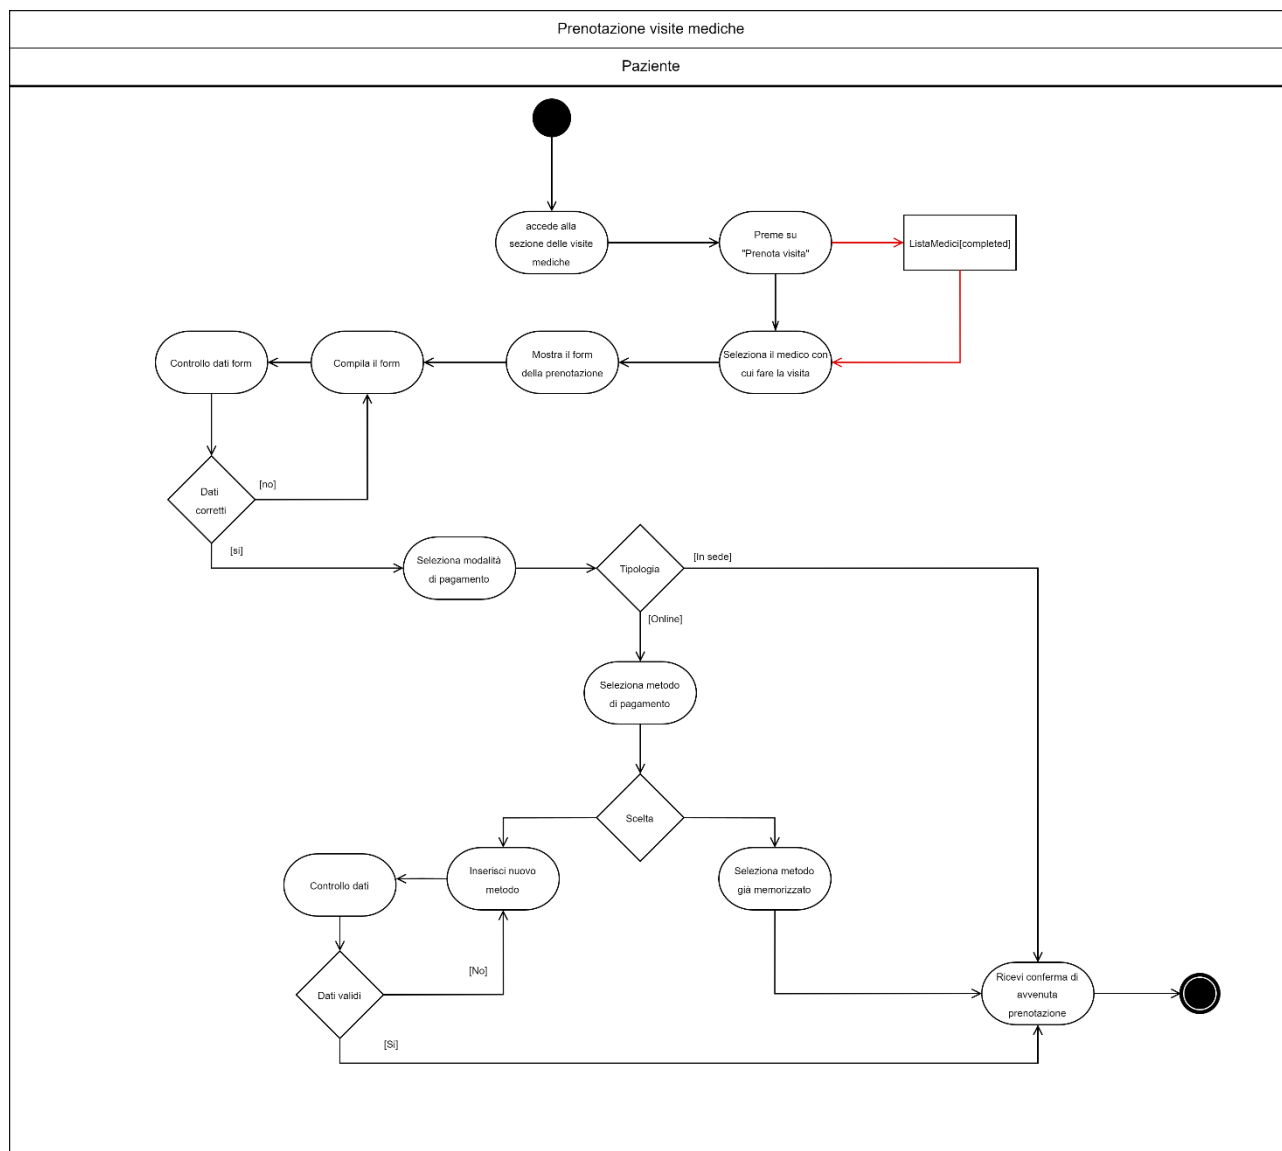 Prenotazione visite mediche
Paziente
accede alla
sezione delle visite
mediche
Preme su
"Prenota visita"
ListaMedici[completed]
Controllo dati form
Compila il form
Mostra il form
della prenotazione
Seleziona il medico con
cui fare la visita
Dati
corretti
[no]
[si]
Seleziona modalità
di pagamento
Tipologia
[In sede]
[Online]
Seleziona metodo
di pagamento
Scelta
Controllo dati
Inserisci nuovo
metodo
Seleziona metodo
già memorizzato
Dati validi
[No]
[Si]
Ricevi conferma di
avvenuta
prenotazione